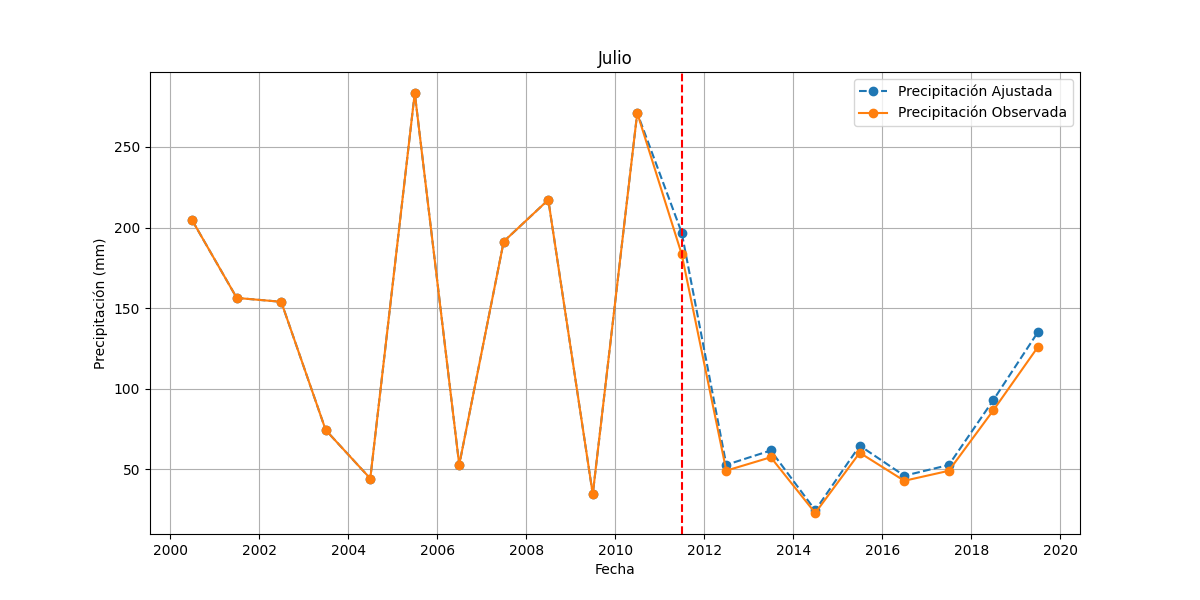 Julio
Precipitación Ajustada
Precipitación Observada
Precipitación (mm)
250
200
150
100
50
2000 2002 2004 2006 2008 2010 2012 2014 2016 2018 2020
Fecha